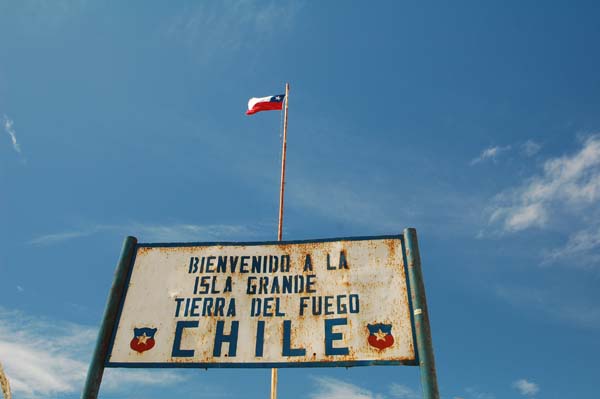 BIENVENIDO A LA
ISLA GRANDE
TIERRA DEL FUEGO
CHILE